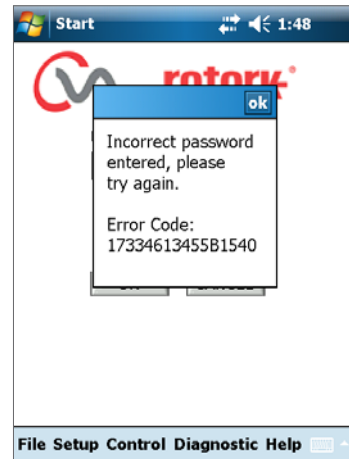 Start 1:48
rotork
ok
Incorrect password
entered, please
try again.
Error Code:
17334613455B1540
CANCEL
File Setup Control Diagnostic Help